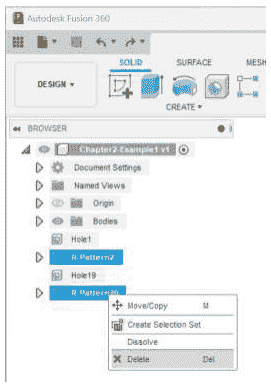 Autodesk Fusion 360
SOLID SURFACE MESH
DESIGN
CREATE
BROWSER
Chapter2-Example1 v1
Document Settings
Named Views
Origin
Bodies
Hole1
R-Pattern2
Hole19
R-Pattern20
Move/Copy M
Create Selection Set
Dissolve
Delete Del